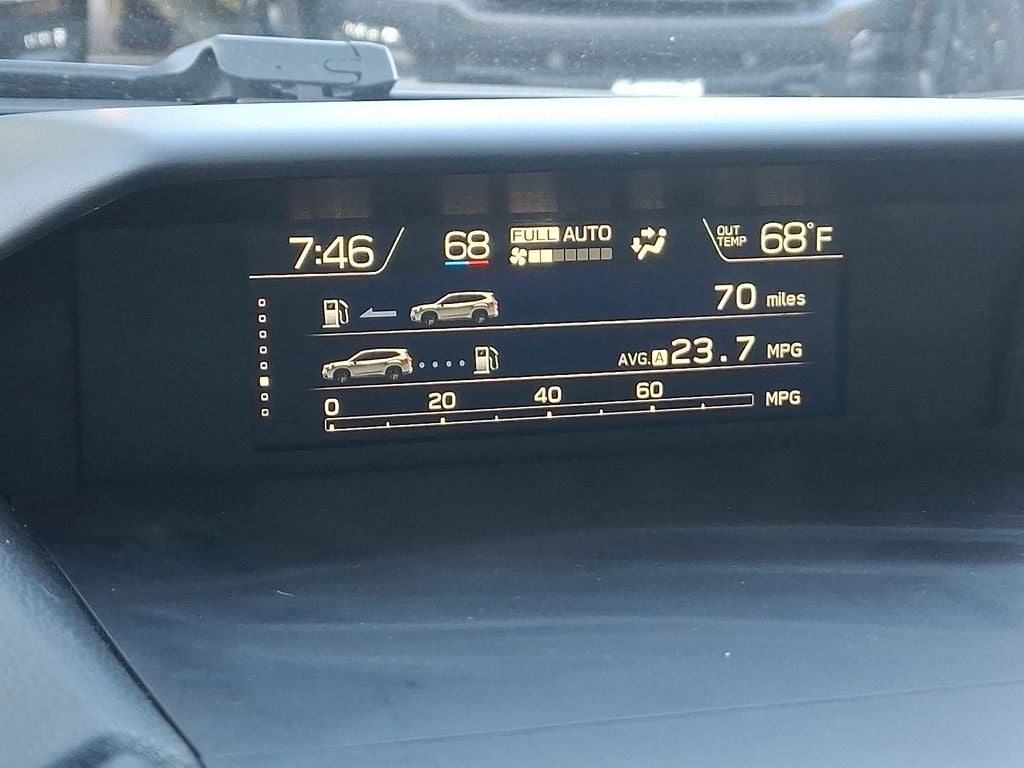 7:46 68 FULL AUTO OUT TEMP 68°F
70 miles
AVG. A 23.7 MPG
0 20 40 60 MPG